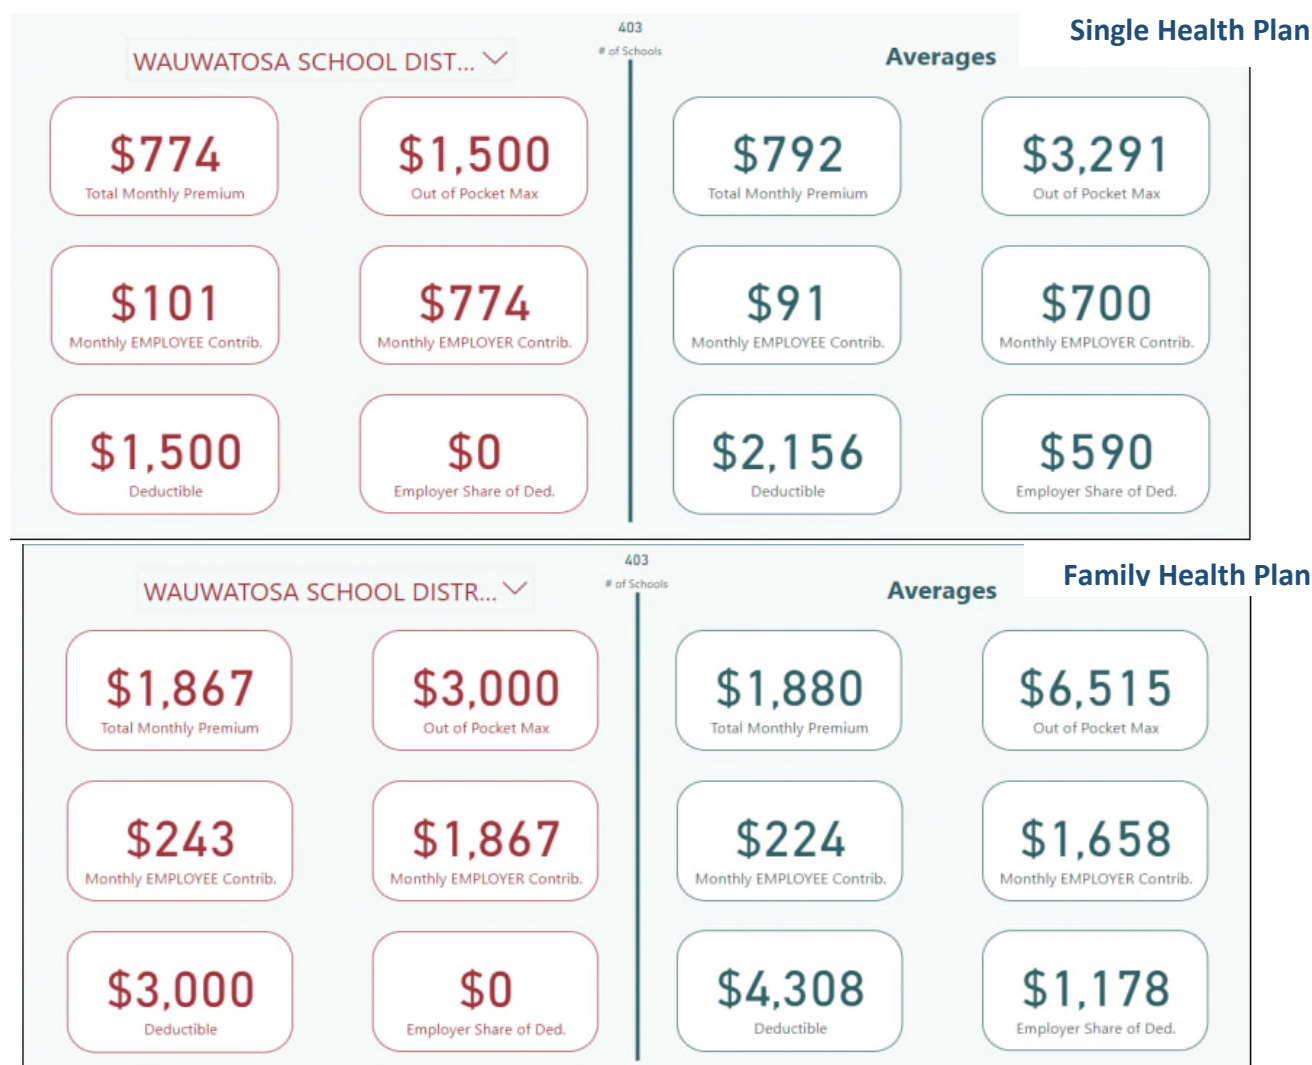 Single Health Plan
403
# of Schools
WAUWATOSA SCHOOL DIST...
Averages
$774
Total Monthly Premium
$1,500
Out of Pocket Max
$792
Total Monthly Premium
$3,291
Out of Pocket Max
$101
Monthly EMPLOYEE Contrib.
$774
Monthly EMPLOYER Contrib.
$91
Monthly EMPLOYEE Contrib.
$700
Monthly EMPLOYER Contrib.
$1,500
Deductible
$0
Employer Share of Ded.
$2,156
Deductible
$590
Employer Share of Ded.
Family Health Plan
403
# of Schools
WAUWATOSA SCHOOL DISTR...
Averages
$1,867
Total Monthly Premium
$3,000
Out of Pocket Max
$1,880
Total Monthly Premium
$6,515
Out of Pocket Max
$243
Monthly EMPLOYEE Contrib.
$1,867
Monthly EMPLOYER Contrib.
$224
Monthly EMPLOYEE Contrib.
$1,658
Monthly EMPLOYER Contrib.
$3,000
Deductible
$0
Employer Share of Ded.
$4,308
Deductible
$1,178
Employer Share of Ded.